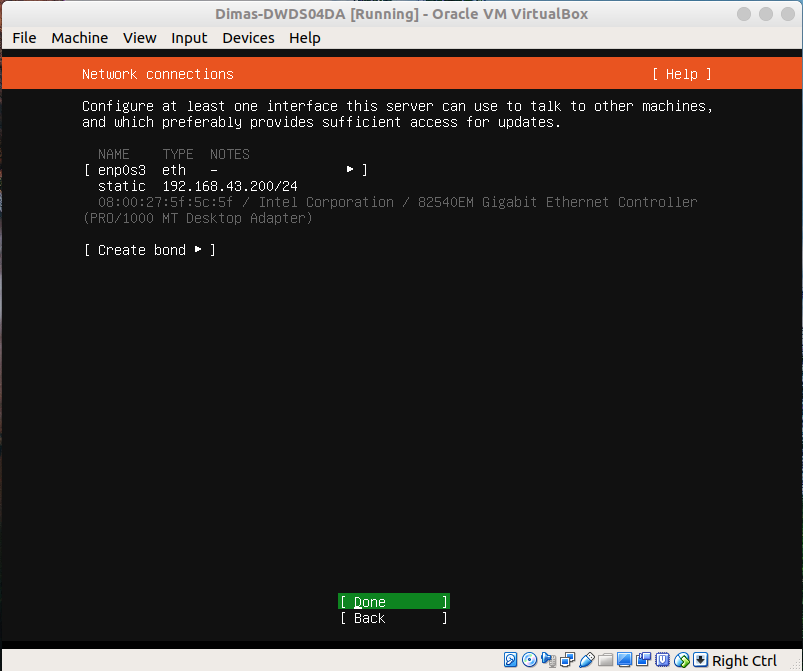 Dimas-DWDS04DA [Running] - Oracle VM VirtualBox
File Machine View Input Devices Help
Network connections [ Help ]
Configure at least one interface this server can use to talk to other machines,
and which preferably provides sufficient access for updates.
NAME TYPE NOTES
[ enp0s3 eth – ▸ ]
static 192.168.43.200/24
08:00:27:5f:5c:5f / Intel Corporation / 82540EM Gigabit Ethernet Controller
(PRO/1000 MT Desktop Adapter)
[ Create bond ▸ ]
[ Done ]
[ Back ]
Right Ctrl